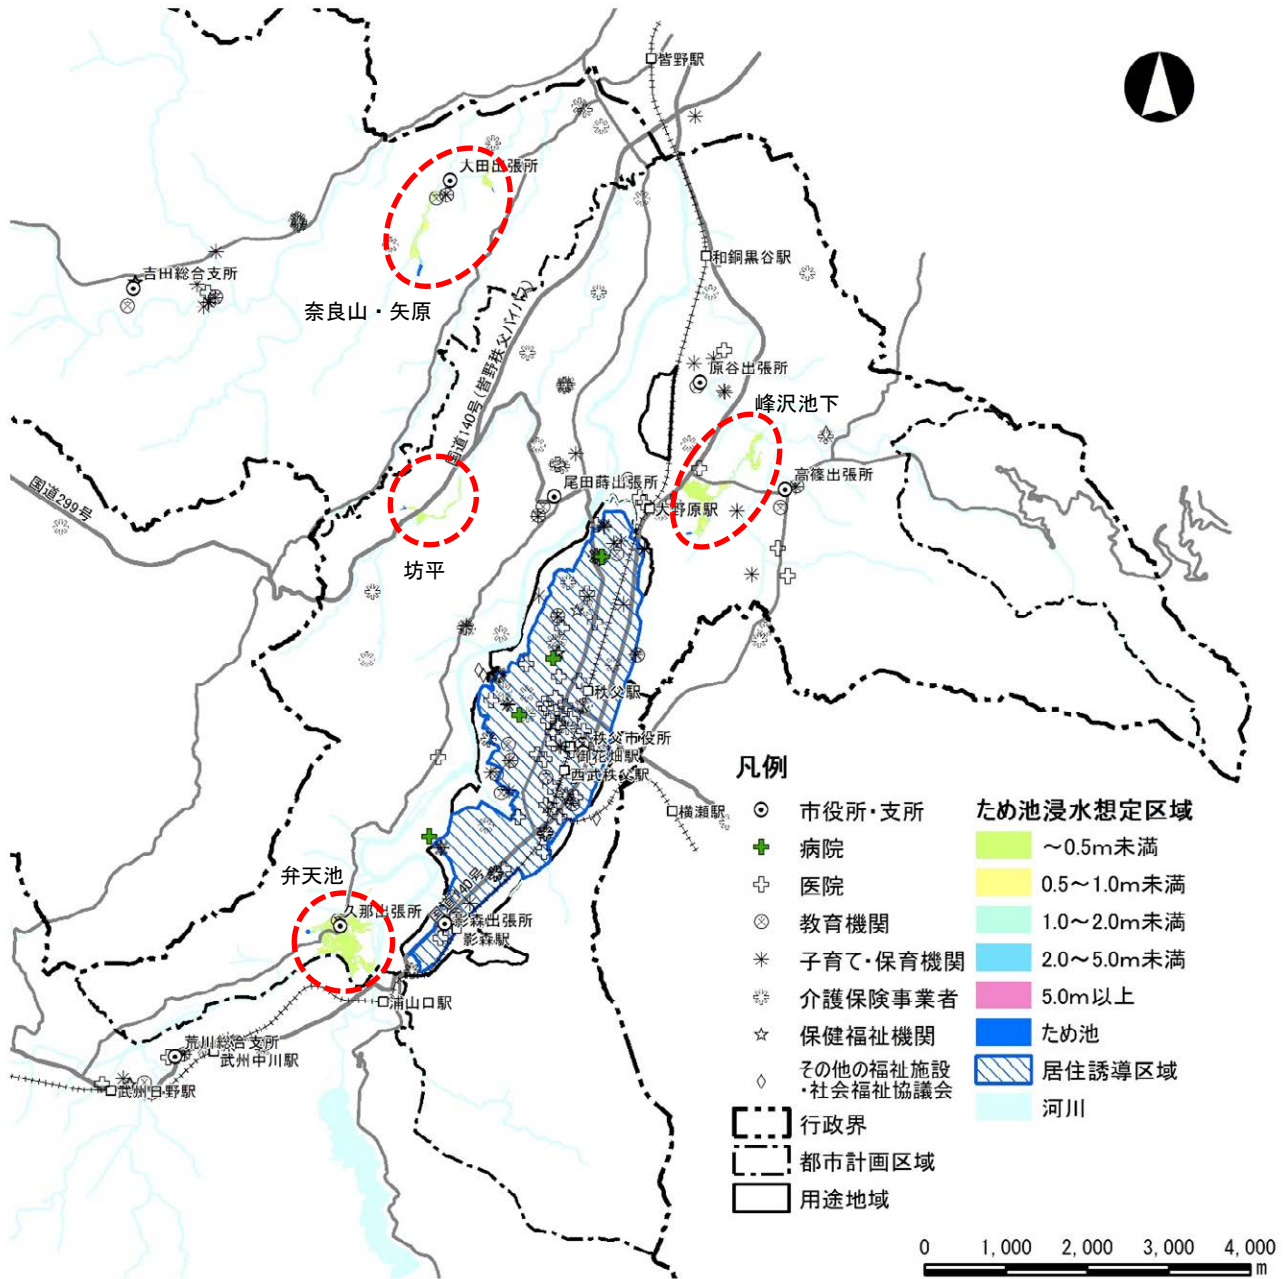 皆野駅
大田出張所
和銅黒谷駅
吉田総合支所
奈良山・矢原
国道140号(皆野秩父バイパス)
原谷出張所
峰沢池下
高篠出張所
国道299号
尾田蒔出張所
大野原駅
坊平
秩父駅
秩父市役所
御花畑駅
西武秩父駅
横瀬駅
弁天池
久那出張所
国道140号
影森出張所
影森駅
浦山口駅
荒川総合支所
武州中川駅
武州日野駅
凡例
市役所・支所
病院
医院
教育機関
子育て・保育機関
介護保険事業者
保健福祉機関
その他の福祉施設
・社会福祉協議会
行政界
都市計画区域
用途地域
ため池浸水想定区域
～0.5m未満
0.5～1.0m未満
1.0～2.0m未満
2.0～5.0m未満
5.0m以上
ため池
居住誘導区域
河川
0 1,000 2,000 3,000 4,000
m